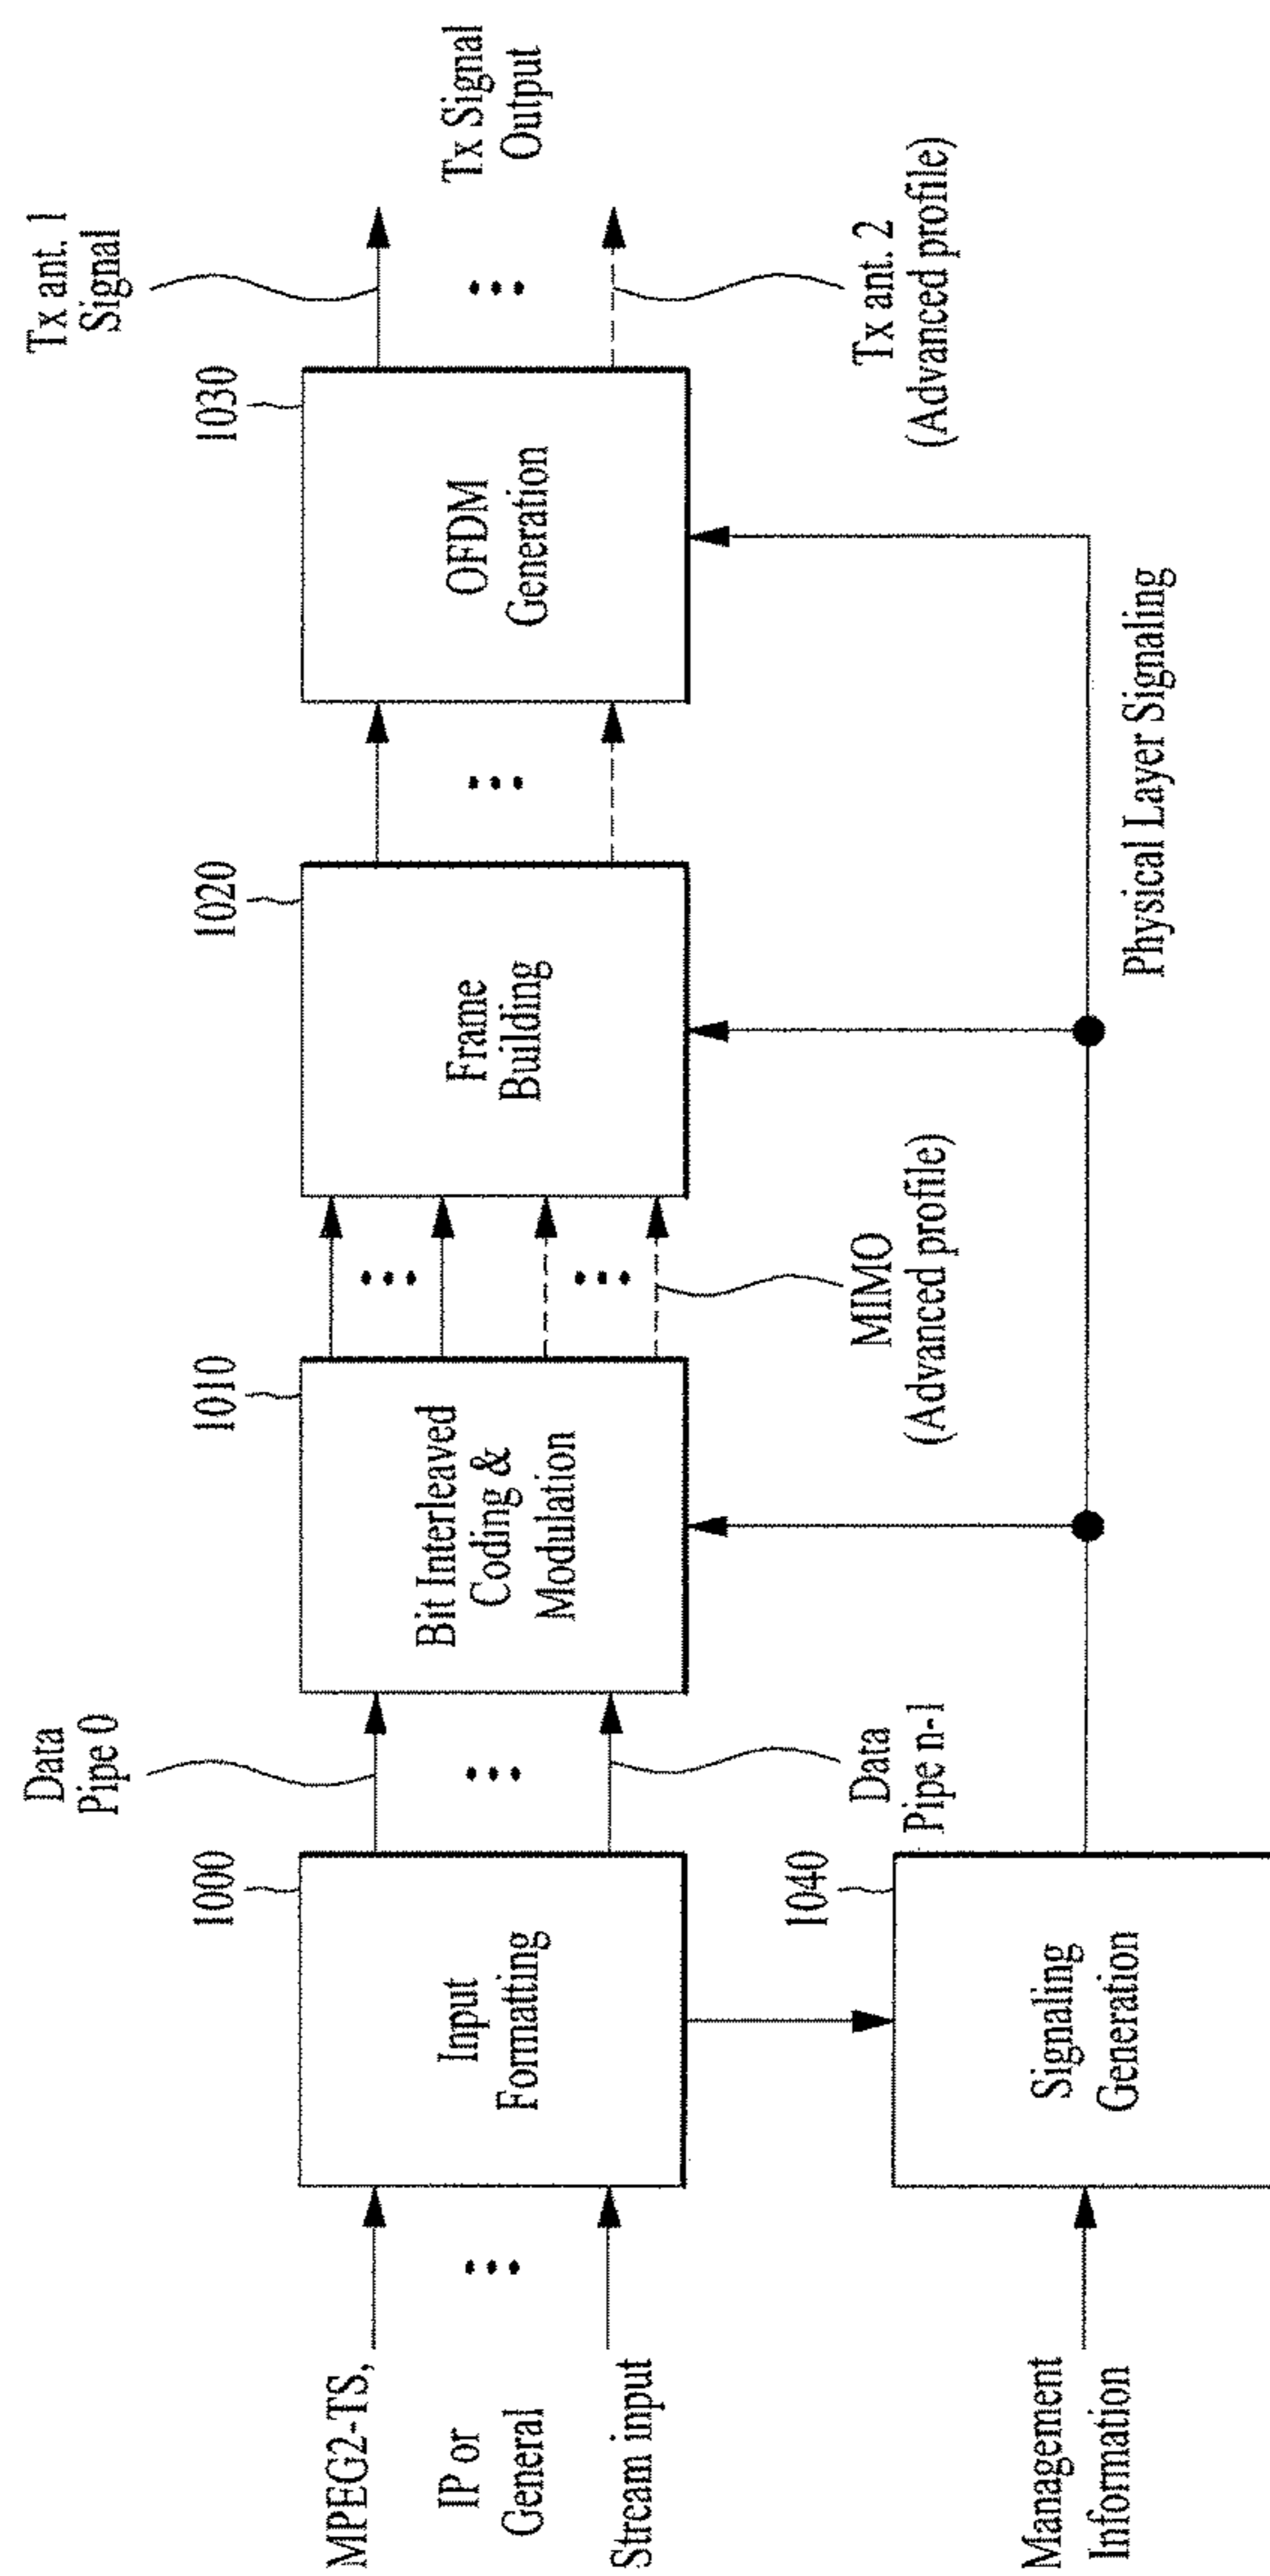 MPEG2-TS,
IP or
General
Stream input
Management
Information
1000
Input
Formatting
1040
Signaling
Generation
Data
Pipe 0
Data
Pipe n-1
1010
Bit Interleaved
Coding &
Modulation
MIMO
(Advanced profile)
1020
Frame
Building
Physical Layer Signaling
1030
OFDM
Generation
Tx ant. 1
Signal
Tx Signal
Output
Tx ant. 2
(Advanced profile)